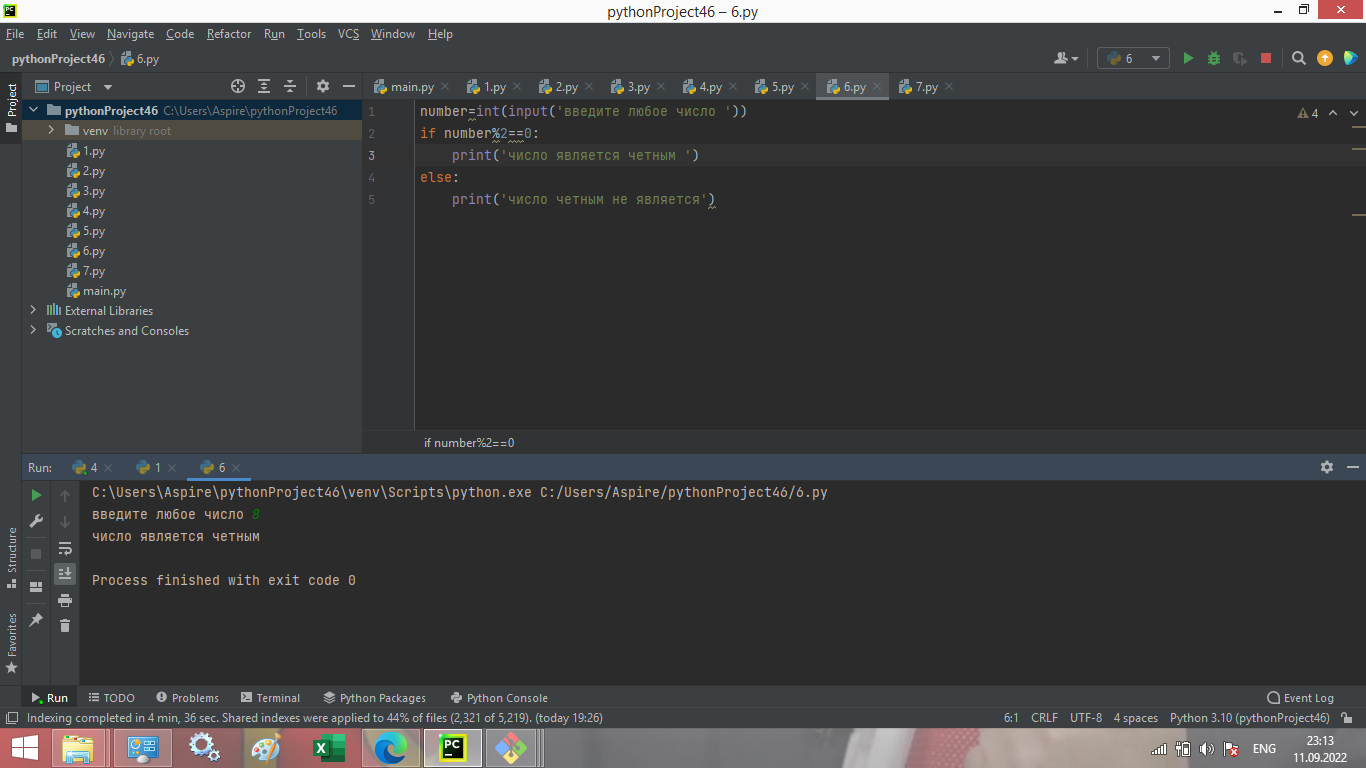 pythonProject46 – 6.py
File Edit View Navigate Code Refactor Run Tools VCS Window Help
pythonProject46 6.py 6
Project main.py 1.py 2.py 3.py 4.py 5.py 6.py 7.py
Project
pythonProject46 C:\Users\Aspire\pythonProject46
venv library root
1.py
2.py
3.py
4.py
5.py
6.py
7.py
main.py
External Libraries
Scratches and Consoles
1 number=int(input('введите любое число ')) 4
2 if number%2==0:
3 print('число является четным ')
4 else:
5 print('число четным не является')
if number%2==0
Run: 4 1 6
C:\Users\Aspire\pythonProject46\venv\Scripts\python.exe C:/Users/Aspire/pythonProject46/6.py
введите любое число 8
число является четным
Process finished with exit code 0
Structure
Favorites
Run TODO Problems Terminal Python Packages Python Console Event Log
Indexing completed in 4 min, 36 sec. Shared indexes were applied to 44% of files (2,321 of 5,219). (today 19:26) 6:1 CRLF UTF-8 4 spaces Python 3.10 (pythonProject46)
PC ENG 23:13
11.09.2022